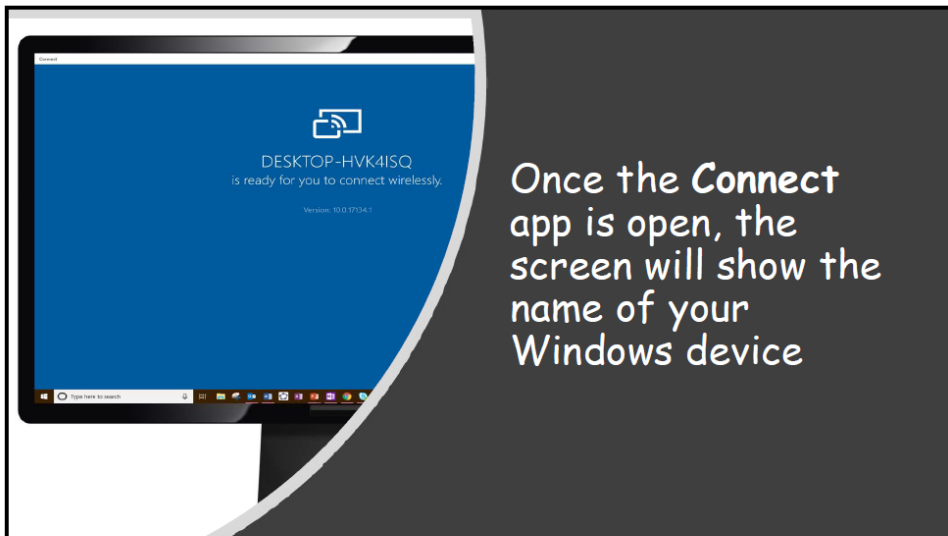 Connect
DESKTOP-HVK4ISQ
is ready for you to connect wirelessly.
Version: 10.0.17134.1
Type here to search
Once the Connect
app is open, the
screen will show the
name of your
Windows device